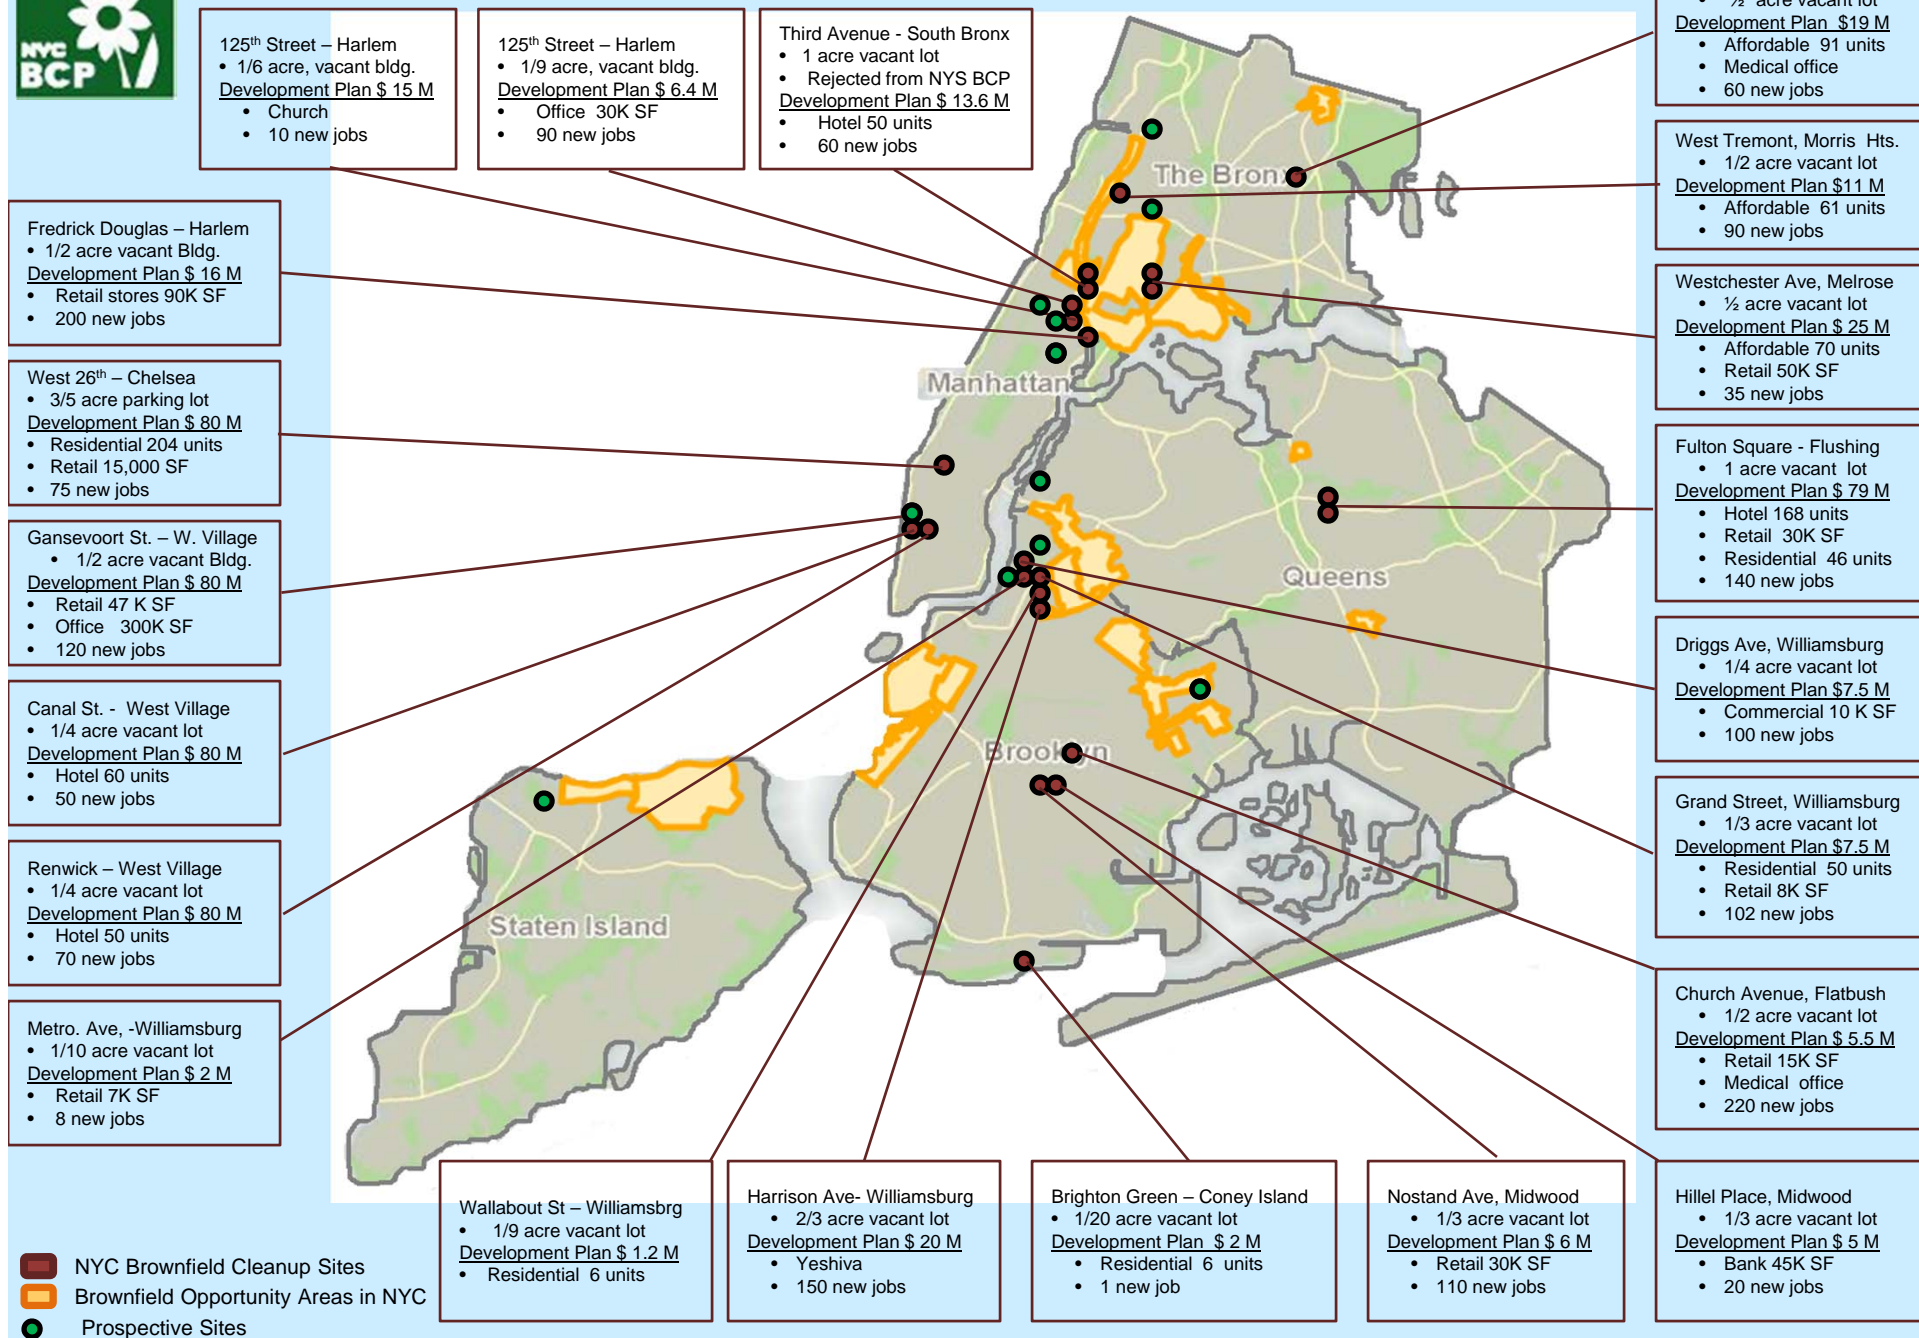 NYC
BCP
125th Street – Harlem
• 1/6 acre, vacant bldg.
Development Plan $ 15 M
• Church
• 10 new jobs
125th Street – Harlem
• 1/9 acre, vacant bldg.
Development Plan $ 6.4 M
• Office 30K SF
• 90 new jobs
Third Avenue - South Bronx
• 1 acre vacant lot
• Rejected from NYS BCP
Development Plan $ 13.6 M
• Hotel 50 units
• 60 new jobs
• ½ acre vacant lot
Development Plan $19 M
• Affordable 91 units
• Medical office
• 60 new jobs
West Tremont, Morris Hts.
• 1/2 acre vacant lot
Development Plan $11 M
• Affordable 61 units
• 90 new jobs
Westchester Ave, Melrose
• ½ acre vacant lot
Development Plan $ 25 M
• Affordable 70 units
• Retail 50K SF
• 35 new jobs
Fulton Square - Flushing
• 1 acre vacant lot
Development Plan $ 79 M
• Hotel 168 units
• Retail 30K SF
• Residential 46 units
• 140 new jobs
Driggs Ave, Williamsburg
• 1/4 acre vacant lot
Development Plan $7.5 M
• Commercial 10 K SF
• 100 new jobs
Grand Street, Williamsburg
• 1/3 acre vacant lot
Development Plan $7.5 M
• Residential 50 units
• Retail 8K SF
• 102 new jobs
Church Avenue, Flatbush
• 1/2 acre vacant lot
Development Plan $ 5.5 M
• Retail 15K SF
• Medical office
• 220 new jobs
Hillel Place, Midwood
• 1/3 acre vacant lot
Development Plan $ 5 M
• Bank 45K SF
• 20 new jobs
Fredrick Douglas – Harlem
• 1/2 acre vacant Bldg.
Development Plan $ 16 M
• Retail stores 90K SF
• 200 new jobs
West 26th – Chelsea
• 3/5 acre parking lot
Development Plan $ 80 M
• Residential 204 units
• Retail 15,000 SF
• 75 new jobs
Gansevoort St. – W. Village
• 1/2 acre vacant Bldg.
Development Plan $ 80 M
• Retail 47 K SF
• Office 300K SF
• 120 new jobs
Canal St. - West Village
• 1/4 acre vacant lot
Development Plan $ 80 M
• Hotel 60 units
• 50 new jobs
Renwick – West Village
• 1/4 acre vacant lot
Development Plan $ 80 M
• Hotel 50 units
• 70 new jobs
Metro. Ave, -Williamsburg
• 1/10 acre vacant lot
Development Plan $ 2 M
• Retail 7K SF
• 8 new jobs
Wallabout St – Williamsbrg
• 1/9 acre vacant lot
Development Plan $ 1.2 M
• Residential 6 units
Harrison Ave- Williamsburg
• 2/3 acre vacant lot
Development Plan $ 20 M
• Yeshiva
• 150 new jobs
Brighton Green – Coney Island
• 1/20 acre vacant lot
Development Plan $ 2 M
• Residential 6 units
• 1 new job
Nostand Ave, Midwood
• 1/3 acre vacant lot
Development Plan $ 6 M
• Retail 30K SF
• 110 new jobs
The Bronx
Manhattan
Queens
Brooklyn
Staten Island
NYC Brownfield Cleanup Sites
Brownfield Opportunity Areas in NYC
Prospective Sites